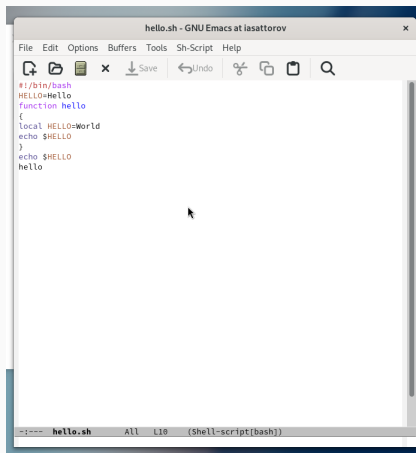 hello.sh - GNU Emacs at iasattorov ×
File Edit Options Buffers Tools Sh-Script Help
Save Undo
#!/bin/bash
HELLO=Hello
function hello
{
local HELLO=World
echo $HELLO
}
echo $HELLO
hello
-:--- hello.sh All L10 (Shell-script[bash])